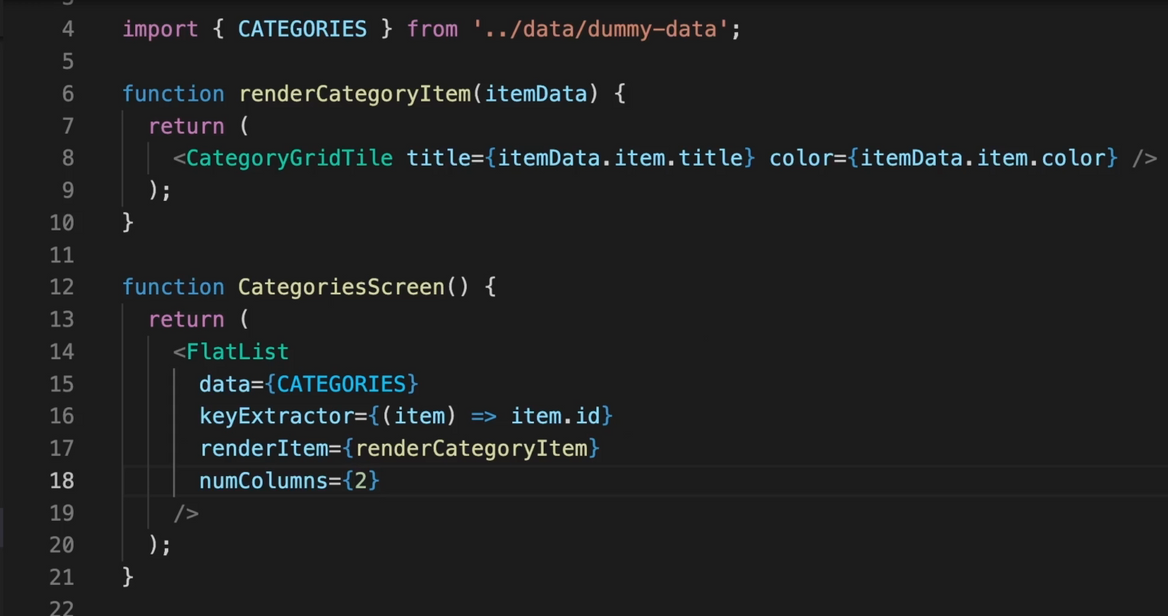 4 import { CATEGORIES } from '../data/dummy-data';
5
6 function renderCategoryItem(itemData) {
7   return (
8     <CategoryGridTile title={itemData.item.title} color={itemData.item.color} />
9   );
10 }
11
12 function CategoriesScreen() {
13   return (
14     <FlatList
15       data={CATEGORIES}
16       keyExtractor={(item) => item.id}
17       renderItem={renderCategoryItem}
18       numColumns={2}
19     />
20   );
21 }
22